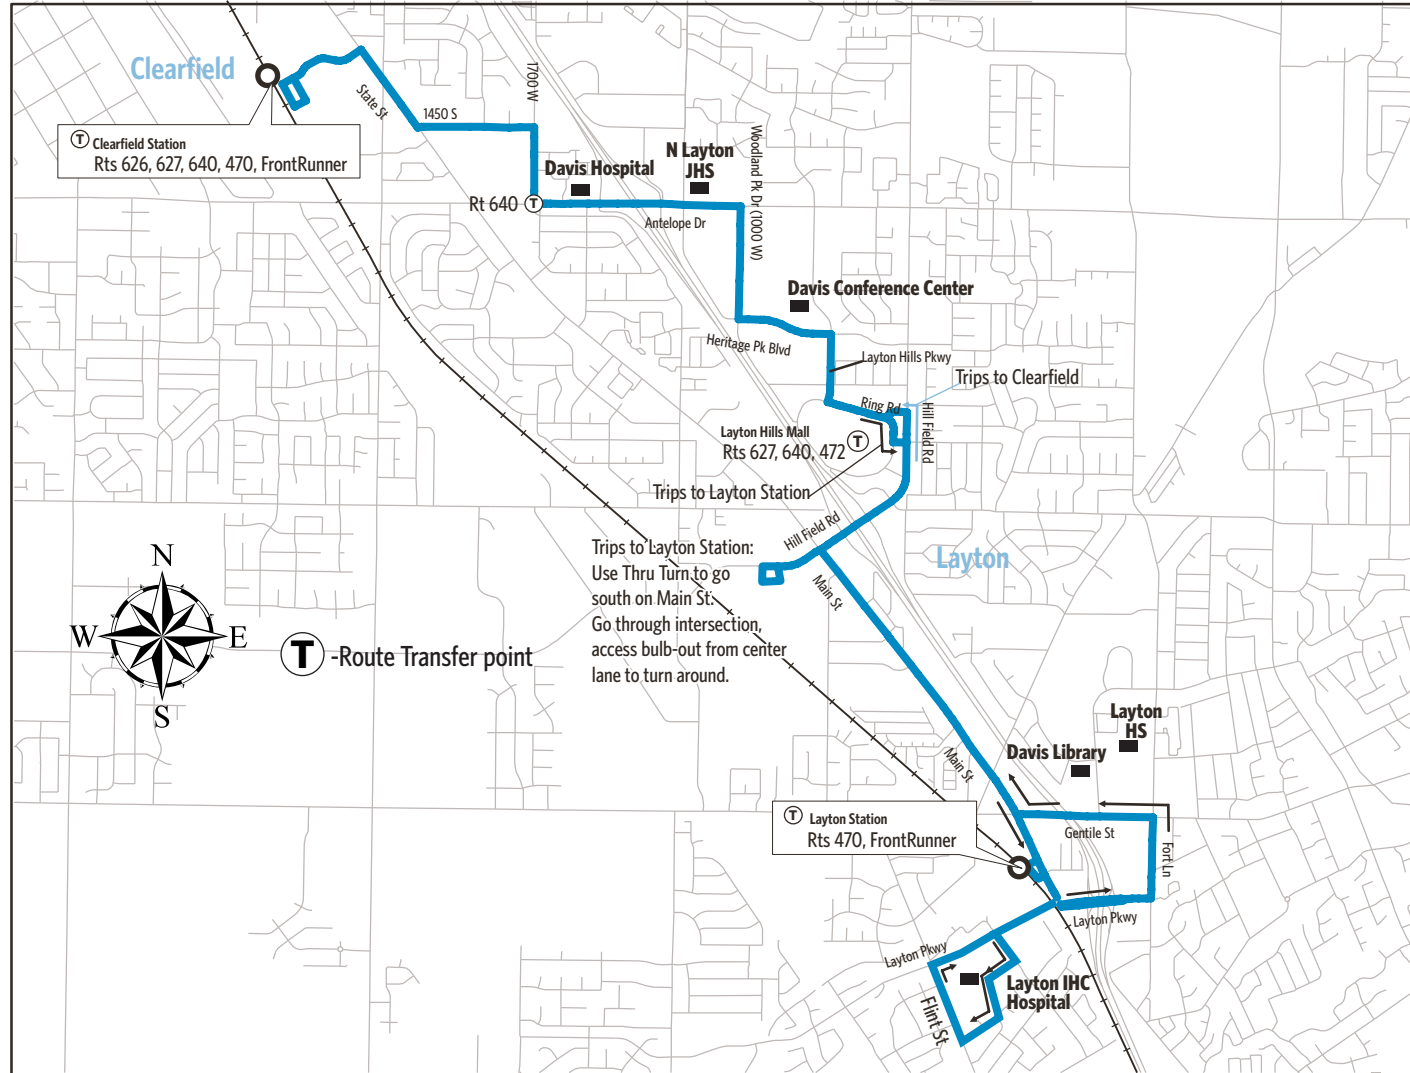 Clearfield
State St
1450 S
1700 W
T Clearfield Station
Rts 626, 627, 640, 470, FrontRunner
Davis Hospital
N Layton
JHS
Woodland Pk Dr (1000 W)
Rt 640 T
Antelope Dr
Davis Conference Center
Heritage Pk Blvd
Layton Hills Pkwy
Trips to Clearfield
Ring Rd
Hill Field Rd
Layton Hills Mall
Rts 627, 640, 472 T
Trips to Layton Station
Hill Field Rd
Layton
Trips to Layton Station:
Use Thru Turn to go
south on Main St.
Go through intersection,
access bulb-out from center
lane to turn around.
Main St
N
W E
S
T -Route Transfer point
Layton
HS
Davis Library
Main St
T Layton Station
Rts 470, FrontRunner
Gentile St
Fort Ln
Layton Pkwy
Layton Pkwy
Layton IHC
Hospital
Flint St